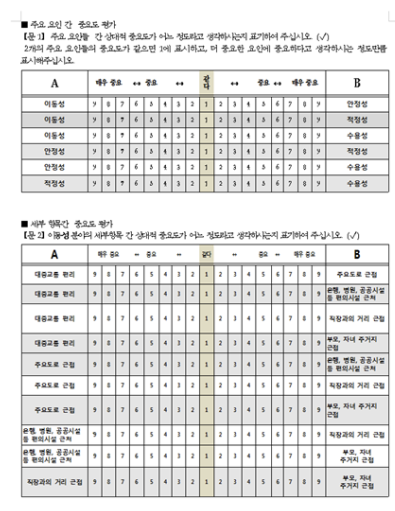 ■ 주요 요인 간 중요도 평가
【문 1】 주요 요인들 간 상대적 중요도가 어느 정도라고 생각하시는지 표기하여 주십시오. (√)
2개의 주요 요인들의 중요도가 같으면 1에 표시하고, 더 중요한 요인에 중요하다고 생각하시는 정도만큼
표시해주십시오.
A 매우 중요 ↔ 중요 ↔ 같다 ↔ 중요 ↔ 매우 중요 B
이동성 9 8 7 6 5 4 3 2 1 2 3 4 5 6 7 8 9 안정성
이동성 9 8 7 6 5 4 3 2 1 2 3 4 5 6 7 8 9 적정성
이동성 9 8 7 6 5 4 3 2 1 2 3 4 5 6 7 8 9 수용성
안정성 9 8 7 6 5 4 3 2 1 2 3 4 5 6 7 8 9 적정성
안정성 9 8 7 6 5 4 3 2 1 2 3 4 5 6 7 8 9 수용성
적정성 9 8 7 6 5 4 3 2 1 2 3 4 5 6 7 8 9 수용성
■ 세부 항목간 중요도 평가
【문 2】 이동성 분야의 세부항목 간 상대적 중요도가 어느 정도라고 생각하시는지 표기하여 주십시오. (√)
A 매우 중요 ↔ 중요 ↔ 같다 ↔ 중요 ↔ 매우 중요 B
대중교통 편리 9 8 7 6 5 4 3 2 1 2 3 4 5 6 7 8 9 주요도로 근접
대중교통 편리 9 8 7 6 5 4 3 2 1 2 3 4 5 6 7 8 9 은행, 병원, 공공시설
등 편의시설 근처
대중교통 편리 9 8 7 6 5 4 3 2 1 2 3 4 5 6 7 8 9 직장과의 거리 근접
대중교통 편리 9 8 7 6 5 4 3 2 1 2 3 4 5 6 7 8 9 부모, 자녀 주거지
근접
주요도로 근접 9 8 7 6 5 4 3 2 1 2 3 4 5 6 7 8 9 은행, 병원, 공공시설
등 편의시설 근처
주요도로 근접 9 8 7 6 5 4 3 2 1 2 3 4 5 6 7 8 9 직장과의 거리 근접
주요도로 근접 9 8 7 6 5 4 3 2 1 2 3 4 5 6 7 8 9 부모, 자녀 주거지
근접
은행, 병원, 공공시설
등 편의시설 근처 9 8 7 6 5 4 3 2 1 2 3 4 5 6 7 8 9 직장과의 거리 근접
은행, 병원, 공공시설
등 편의시설 근처 9 8 7 6 5 4 3 2 1 2 3 4 5 6 7 8 9 부모, 자녀
주거지 근접
직장과의 거리 근접 9 8 7 6 5 4 3 2 1 2 3 4 5 6 7 8 9 부모, 자녀
주거지 근접